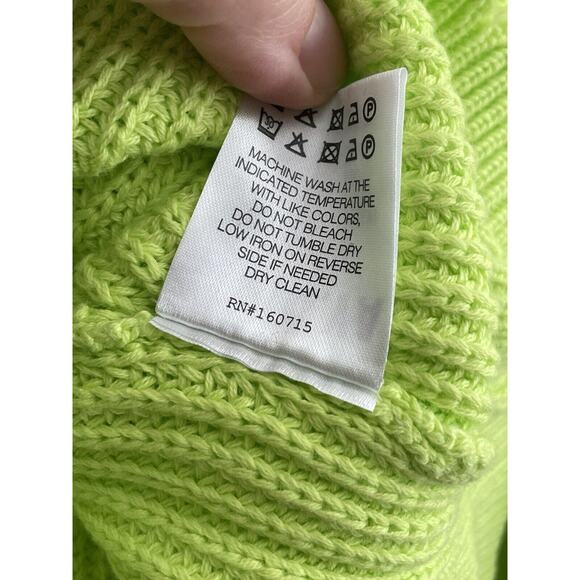 30 P
P
MACHINE WASH AT THE
INDICATED TEMPERATURE
WITH LIKE COLORS,
DO NOT BLEACH
DO NOT TUMBLE DRY
LOW IRON ON REVERSE
SIDE IF NEEDED
DRY CLEAN
RN#160715